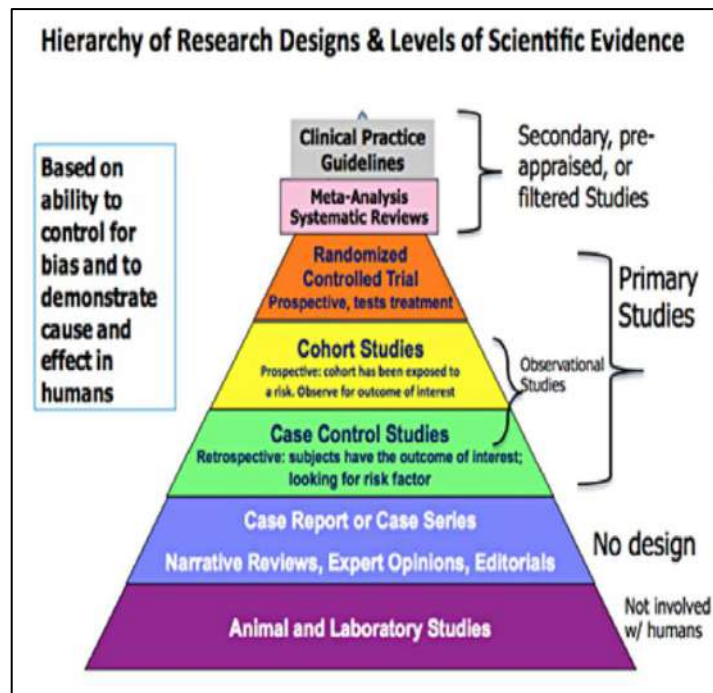 Hierarchy of Research Designs & Levels of Scientific Evidence
Based on
ability to
control for
bias and to
demonstrate
cause and
effect in
humans
Clinical Practice
Guidelines
Meta-Analysis
Systematic Reviews
Secondary, pre-
appraised, or
filtered Studies
Randomized
Controlled Trial
Prospective, tests treatment
Primary
Studies
Cohort Studies
Prospective: cohort has been exposed to
a risk. Observe for outcome of interest
Observational
Studies
Case Control Studies
Retrospective: subjects have the outcome of interest;
looking for risk factor
Case Report or Case Series
Narrative Reviews, Expert Opinions, Editorials
No design
Animal and Laboratory Studies
Not involved
w/ humans